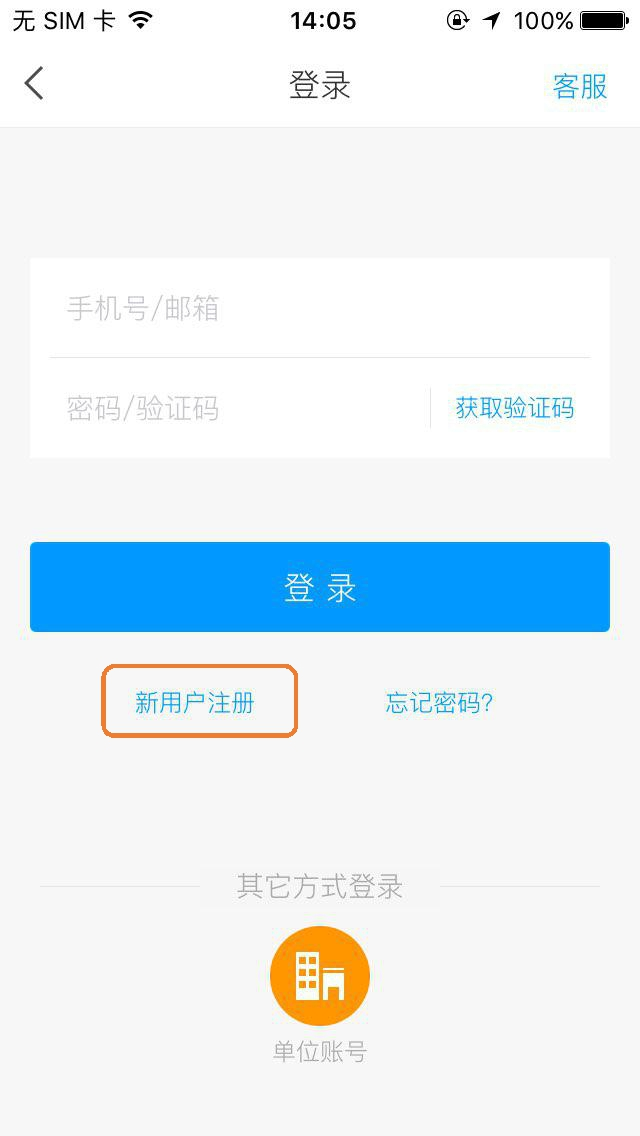 无 SIM 卡 14:05 100%
登录 客服
手机号/邮箱
密码/验证码 获取验证码
登 录
新用户注册 忘记密码?
其它方式登录
单位账号